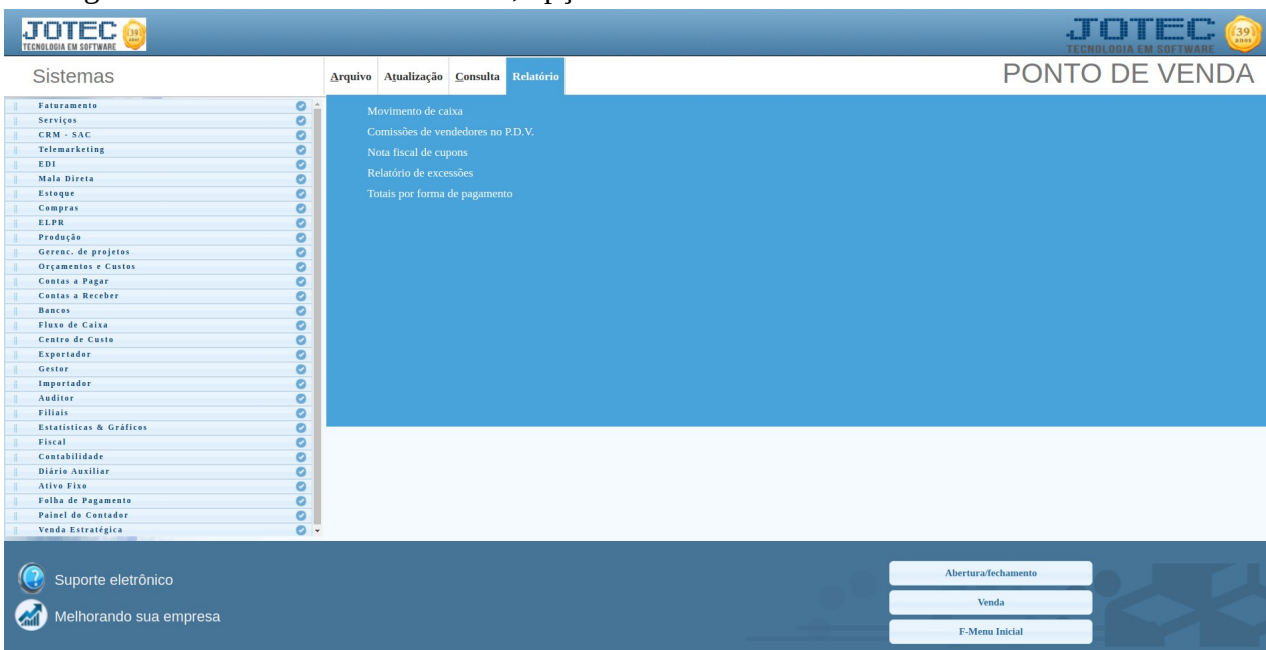 JOTEC 39 anos
TECNOLOGIA EM SOFTWARE
JOTEC 39 anos
TECNOLOGIA EM SOFTWARE
Sistemas
Arquivo Atualização Consulta Relatório
PONTO DE VENDA
Faturamento
Serviços
CRM - SAC
Telemarketing
EDI
Mala Direta
Estoque
Compras
ELPR
Produção
Gerenc. de projetos
Orçamentos e Custos
Contas a Pagar
Contas a Receber
Bancos
Fluxo de Caixa
Centro de Custo
Exportador
Gestor
Importador
Auditor
Filiais
Estatísticas & Gráficos
Fiscal
Contabilidade
Diário Auxiliar
Ativo Fixo
Folha de Pagamento
Painel do Contador
Venda Estratégica
Movimento de caixa
Comissões de vendedores no P.D.V.
Nota fiscal de cupons
Relatório de excessões
Totais por forma de pagamento
Suporte eletrônico
Melhorando sua empresa
Abertura/fechamento
Venda
F-Menu Inicial